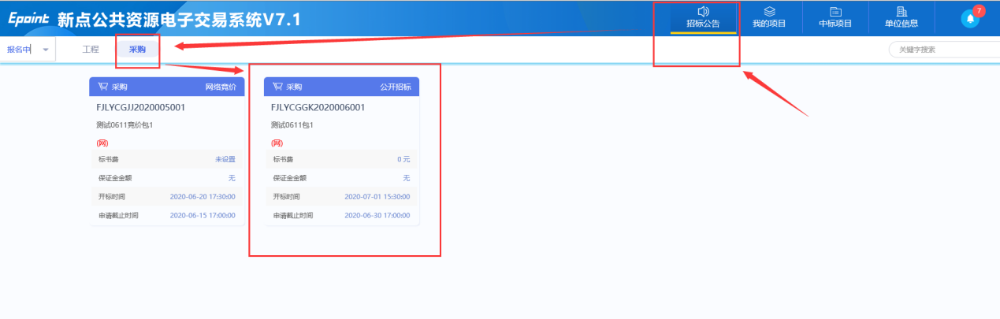 Epoint 新点公共资源电子交易系统V7.1
招标公告
我的项目
中标项目
单位信息
7
报名中
工程
采购
关键字搜索
采购
网络竞价
FJLYCGJJ2020005001
测试0611竞价包1
(网)
标书费
未设置
保证金金额
无
开标时间
2020-06-20 17:30:00
申请截止时间
2020-06-15 17:00:00
采购
公开招标
FJLYCGGK2020006001
测试0611包1
(网)
标书费
0 元
保证金金额
无
开标时间
2020-07-01 15:30:00
申请截止时间
2020-06-30 17:00:00